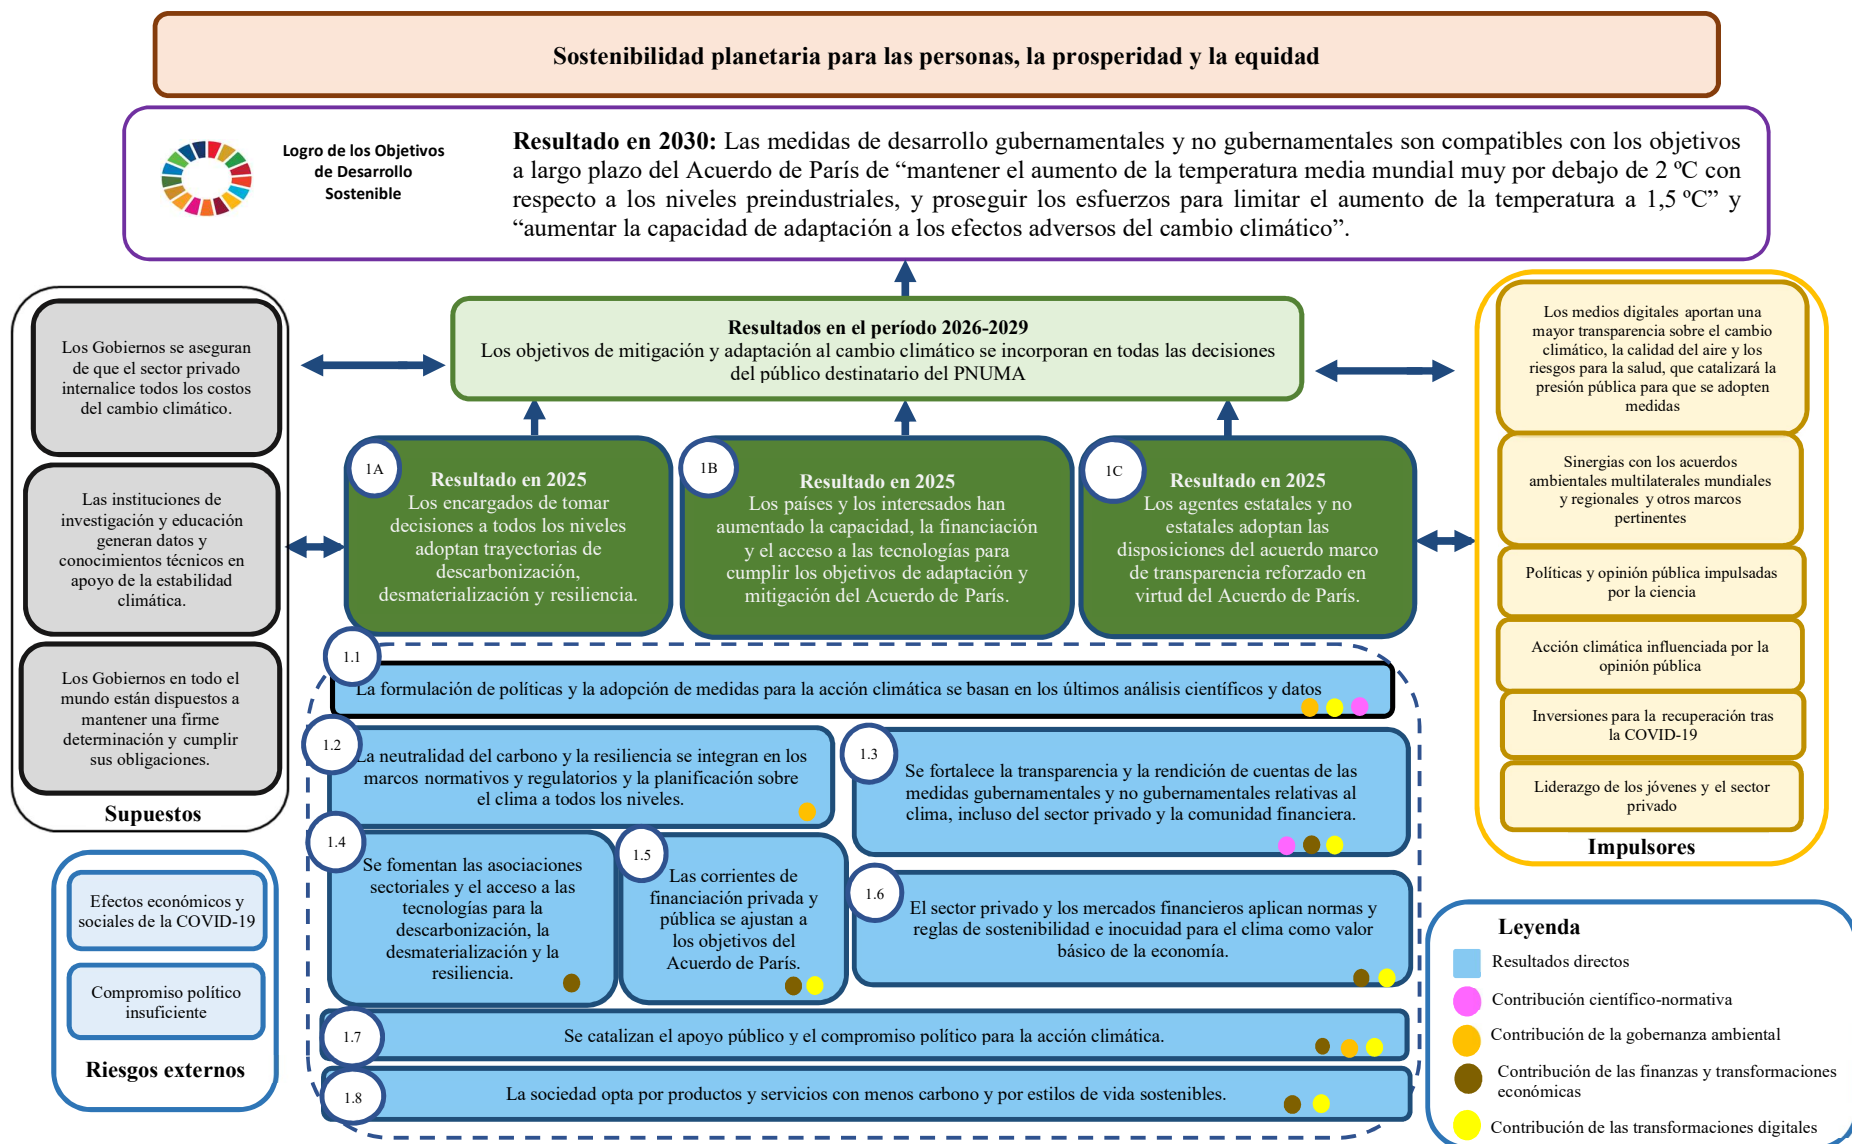 Sostenibilidad planetaria para las personas, la prosperidad y la equidad
Logro de los Objetivos
de Desarrollo
Sostenible
Resultado en 2030: Las medidas de desarrollo gubernamentales y no gubernamentales son compatibles con los objetivos
a largo plazo del Acuerdo de París de “mantener el aumento de la temperatura media mundial muy por debajo de 2 ºC con
respecto a los niveles preindustriales, y proseguir los esfuerzos para limitar el aumento de la temperatura a 1,5 ºC” y
“aumentar la capacidad de adaptación a los efectos adversos del cambio climático”.
Los Gobiernos se aseguran
de que el sector privado
internalice todos los costos
del cambio climático.
Las instituciones de
investigación y educación
generan datos y
conocimientos técnicos en
apoyo de la estabilidad
climática.
Los Gobiernos en todo el
mundo están dispuestos a
mantener una firme
determinación y cumplir
sus obligaciones.
Supuestos
Efectos económicos y
sociales de la COVID-19
Compromiso político
insuficiente
Riesgos externos
Resultados en el período 2026-2029
Los objetivos de mitigación y adaptación al cambio climático se incorporan en todas las decisiones
del público destinatario del PNUMA
1A
Resultado en 2025
Los encargados de tomar
decisiones a todos los niveles
adoptan trayectorias de
descarbonización,
desmaterialización y resiliencia.
1B
Resultado en 2025
Los países y los interesados han
aumentado la capacidad, la financiación
y el acceso a las tecnologías para
cumplir los objetivos de adaptación y
mitigación del Acuerdo de París.
1C
Resultado en 2025
Los agentes estatales y no
estatales adoptan las
disposiciones del acuerdo marco
de transparencia reforzado en
virtud del Acuerdo de París.
1.1
La formulación de políticas y la adopción de medidas para la acción climática se basan en los últimos análisis científicos y datos
1.2
La neutralidad del carbono y la resiliencia se integran en los
marcos normativos y regulatorios y la planificación sobre
el clima a todos los niveles.
1.3
Se fortalece la transparencia y la rendición de cuentas de las
medidas gubernamentales y no gubernamentales relativas al
clima, incluso del sector privado y la comunidad financiera.
1.4
Se fomentan las asociaciones
sectoriales y el acceso a las
tecnologías para la
descarbonización, la
desmaterialización y la
resiliencia.
1.5
Las corrientes de
financiación privada y
pública se ajustan a
los objetivos del
Acuerdo de París.
1.6
El sector privado y los mercados financieros aplican normas y
reglas de sostenibilidad e inocuidad para el clima como valor
básico de la economía.
1.7
Se catalizan el apoyo público y el compromiso político para la acción climática.
1.8
La sociedad opta por productos y servicios con menos carbono y por estilos de vida sostenibles.
Los medios digitales aportan una
mayor transparencia sobre el cambio
climático, la calidad del aire y los
riesgos para la salud, que catalizará la
presión pública para que se adopten
medidas
Sinergias con los acuerdos
ambientales multilaterales mundiales
y regionales y otros marcos
pertinentes
Políticas y opinión pública impulsadas
por la ciencia
Acción climática influenciada por la
opinión pública
Inversiones para la recuperación tras
la COVID-19
Liderazgo de los jóvenes y el sector
privado
Impulsores
Leyenda
Resultados directos
Contribución científico-normativa
Contribución de la gobernanza ambiental
Contribución de las finanzas y transformaciones
económicas
Contribución de las transformaciones digitales